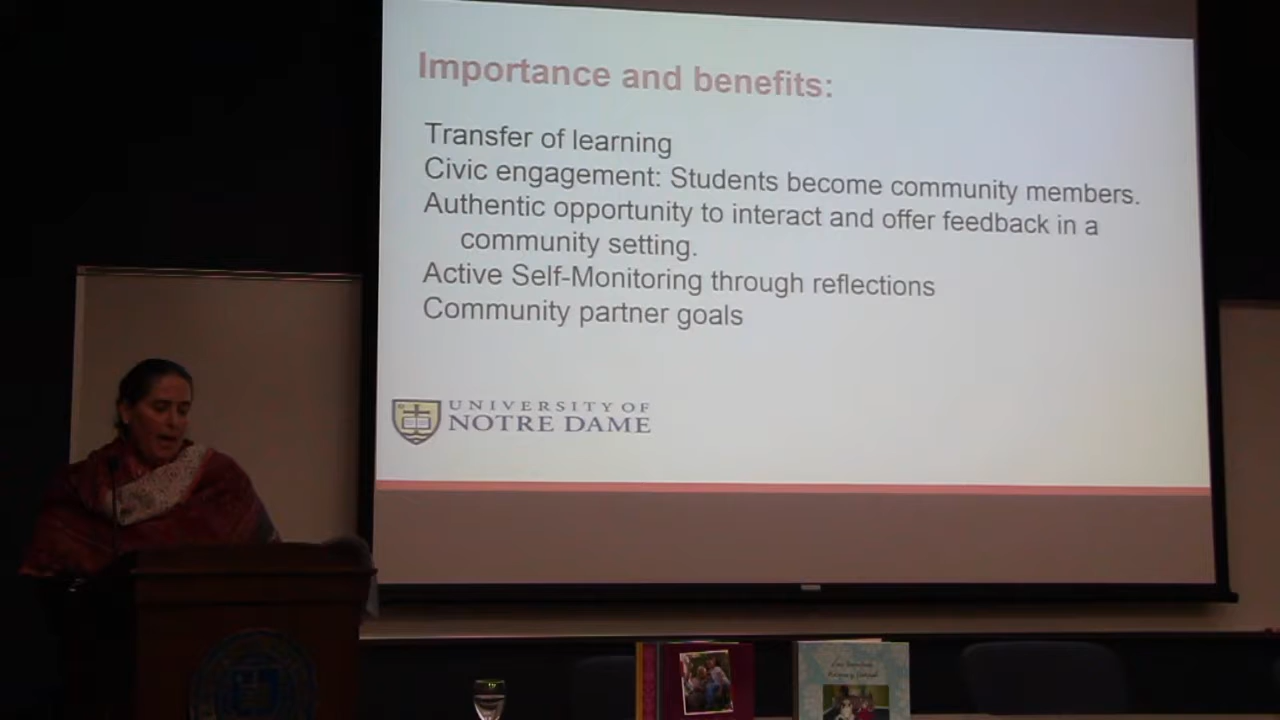 Importance and benefits:
Transfer of learning
Civic engagement: Students become community members.
Authentic opportunity to interact and offer feedback in a
community setting.
Active Self-Monitoring through reflections
Community partner goals
UNIVERSITY OF
NOTRE DAME